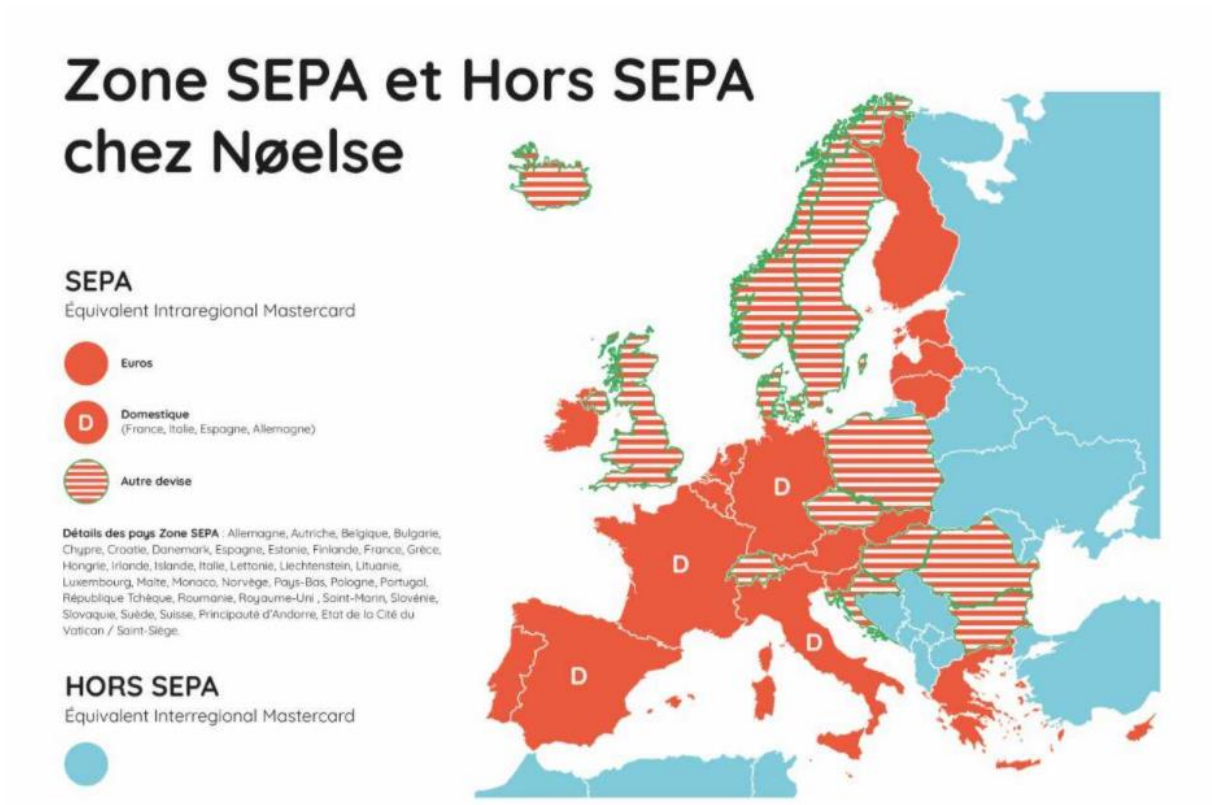 Zone SEPA et Hors SEPA
chez Nøelse
SEPA
Équivalent Intraregional Mastercard
Euros
D
Domestique
(France, Italie, Espagne, Allemagne)
Autre devise
Détails des pays Zone SEPA : Allemagne, Autriche, Belgique, Bulgarie,
Chypre, Croatie, Danemark, Espagne, Estonie, Finlande, France, Grèce,
Hongrie, Irlande, Islande, Italie, Lettonie, Liechtenstein, Lituanie,
Luxembourg, Malte, Monaco, Norvège, Pays-Bas, Pologne, Portugal,
République Tchèque, Roumanie, Royaume-Uni , Saint-Marin, Slovénie,
Slovaquie, Suède, Suisse, Principauté d'Andorre, Etat de la Cité du
Vatican / Saint-Siège.
HORS SEPA
Équivalent Interregional Mastercard
D
D
D
D